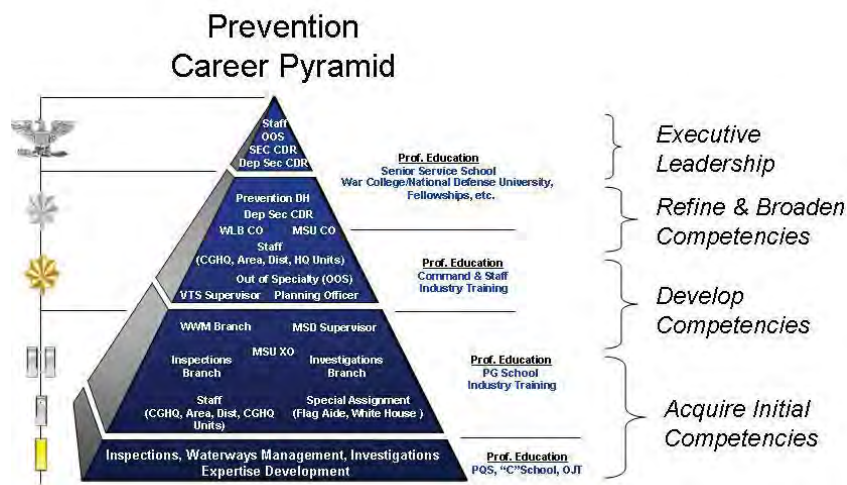 Prevention
Career Pyramid
Staff
OOS
SEC CDR
Dep Sec CDR
Prof. Education
Senior Service School
War College/National Defense University,
Fellowships, etc.
Executive
Leadership
Prevention DH
Dep Sec CDR
WLB CO MSU CO
Staff
(CGHQ, Area, Dist, HQ Units)
Out of Specialty (OOS)
VTS Supervisor Planning Officer
Refine & Broaden
Competencies
Prof. Education
Command & Staff
Industry Training
Develop
Competencies
WWM Branch MSD Supervisor
MSU XO
Inspections
Branch
Investigations
Branch
Staff
(CGHQ, Area, Dist, CGHQ
Units)
Special Assignment
(Flag Aide, White House )
Prof. Education
PG School
Industry Training
Acquire Initial
Competencies
Inspections, Waterways Management, Investigations
Expertise Development
Prof. Education
PQS, "C"School, OJT